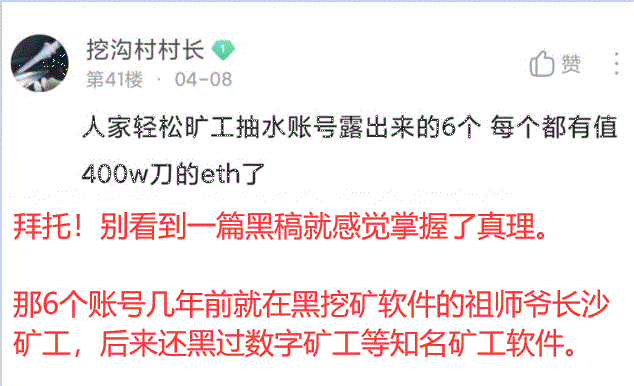 挖沟村村长 1
第41楼 · 04-08
赞
人家轻松旷工抽水账号露出来的6个 每个都有值
400w刀的eth了
拜托！别看到一篇黑稿就感觉掌握了真理。
那6个账号几年前就在黑挖矿软件的祖师爷长沙
矿工，后来还黑过数字矿工等知名矿工软件。